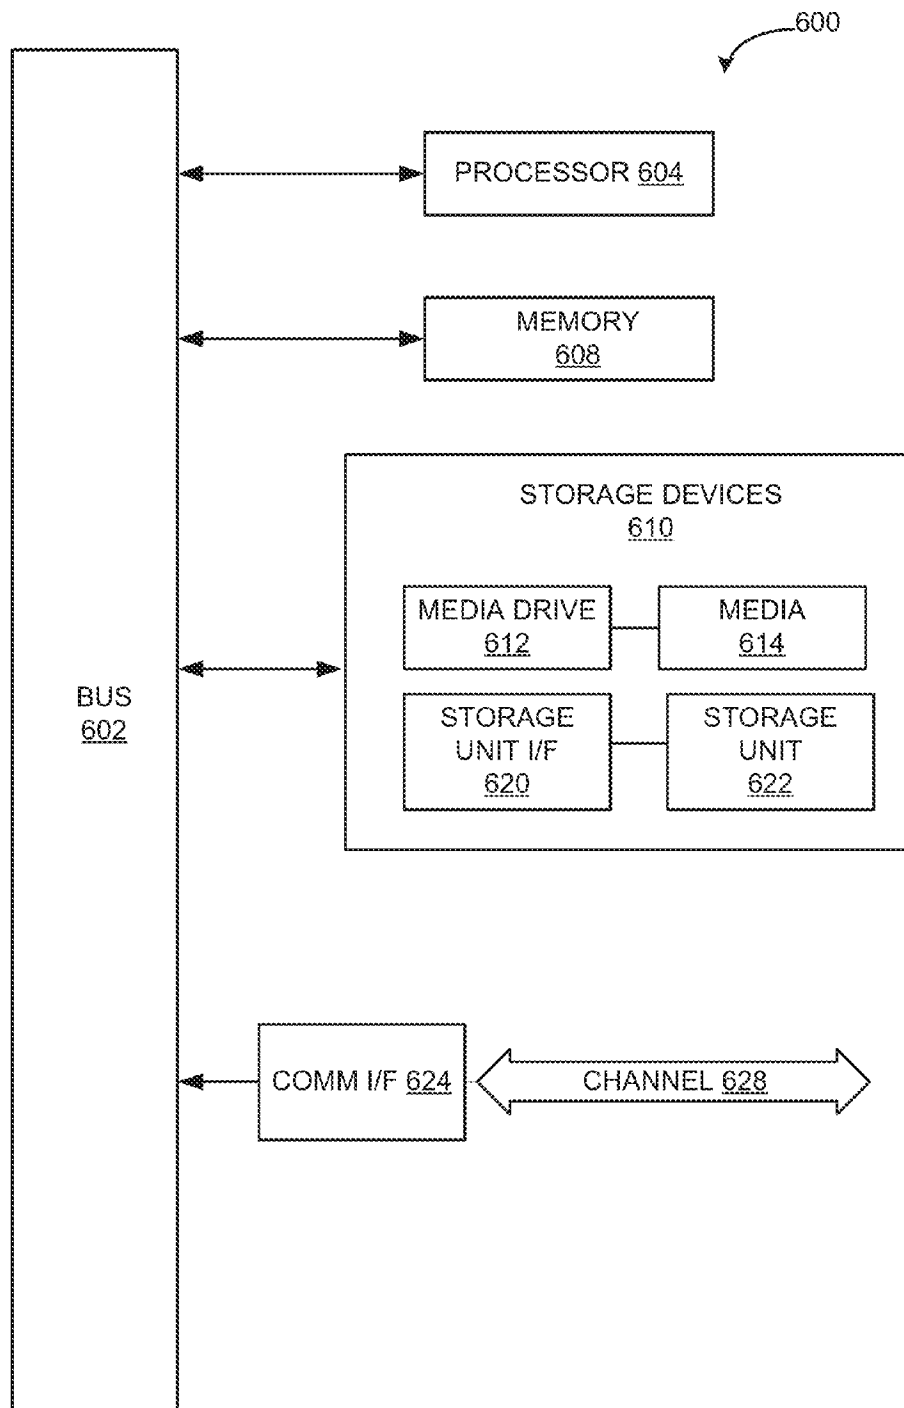 600
PROCESSOR 604
MEMORY
608
STORAGE DEVICES
610
MEDIA DRIVE
612
MEDIA
614
STORAGE
UNIT I/F
620
STORAGE
UNIT
622
BUS
602
COMM I/F 624
CHANNEL 628